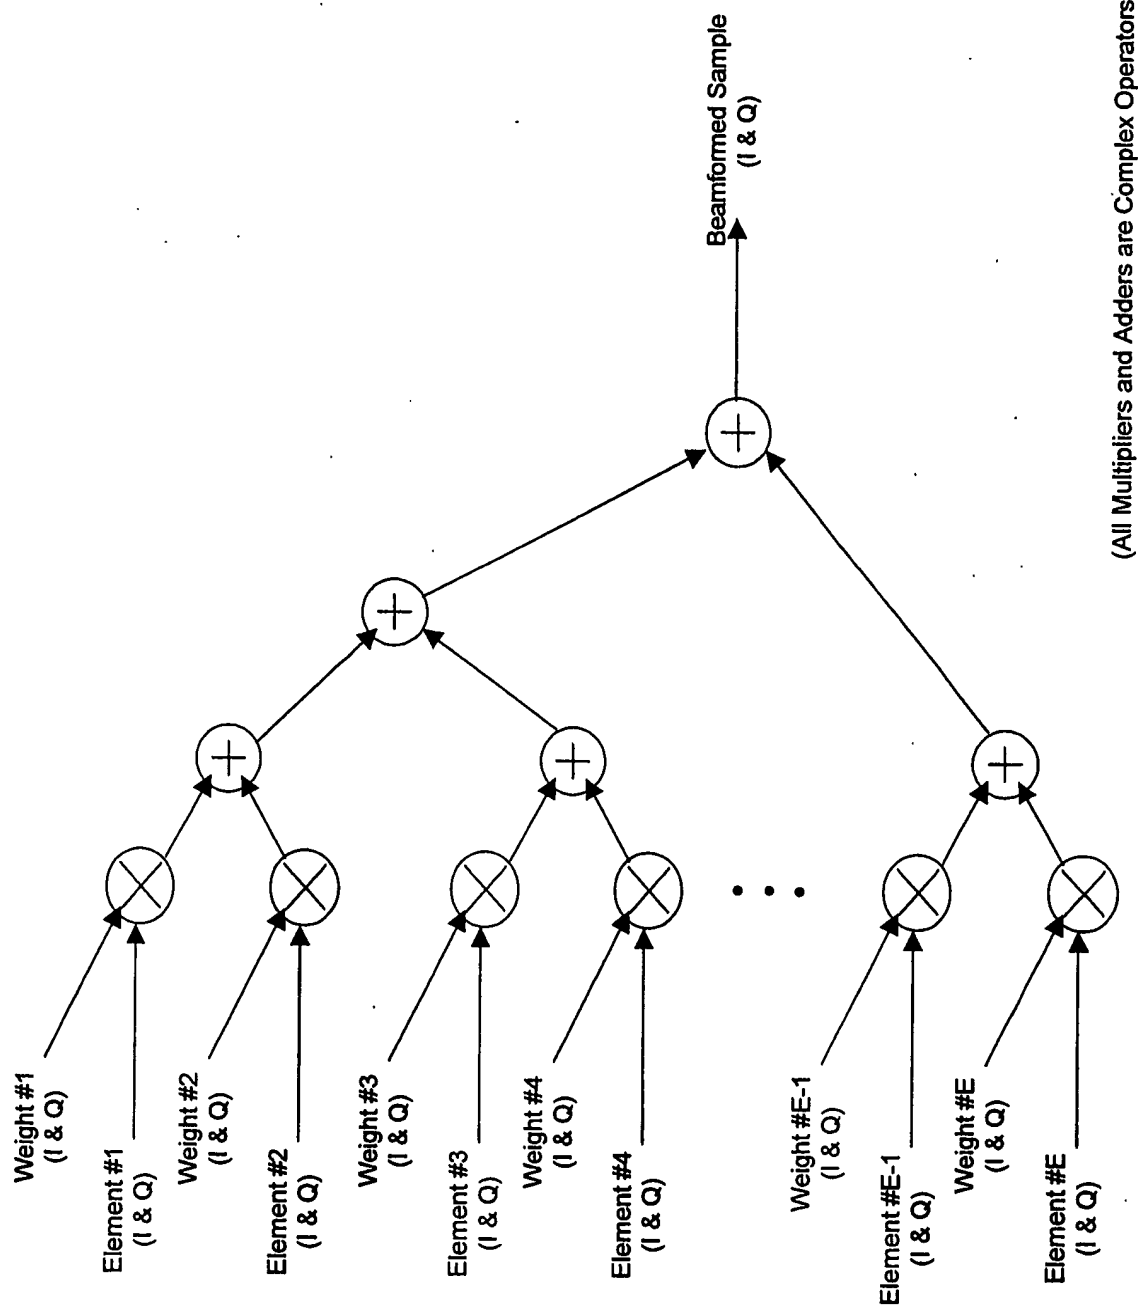 Weight #1
(I & Q)
Element #1
(I & Q)
Weight #2
(I & Q)
Element #2
(I & Q)
Weight #3
(I & Q)
Element #3
(I & Q)
Weight #4
(I & Q)
Element #4
(I & Q)
Weight #E-1
(I & Q)
Element #E-1
(I & Q)
Weight #E
(I & Q)
Element #E
(I & Q)
Beamformed Sample
(I & Q)
(All Multipliers and Adders are Complex Operators